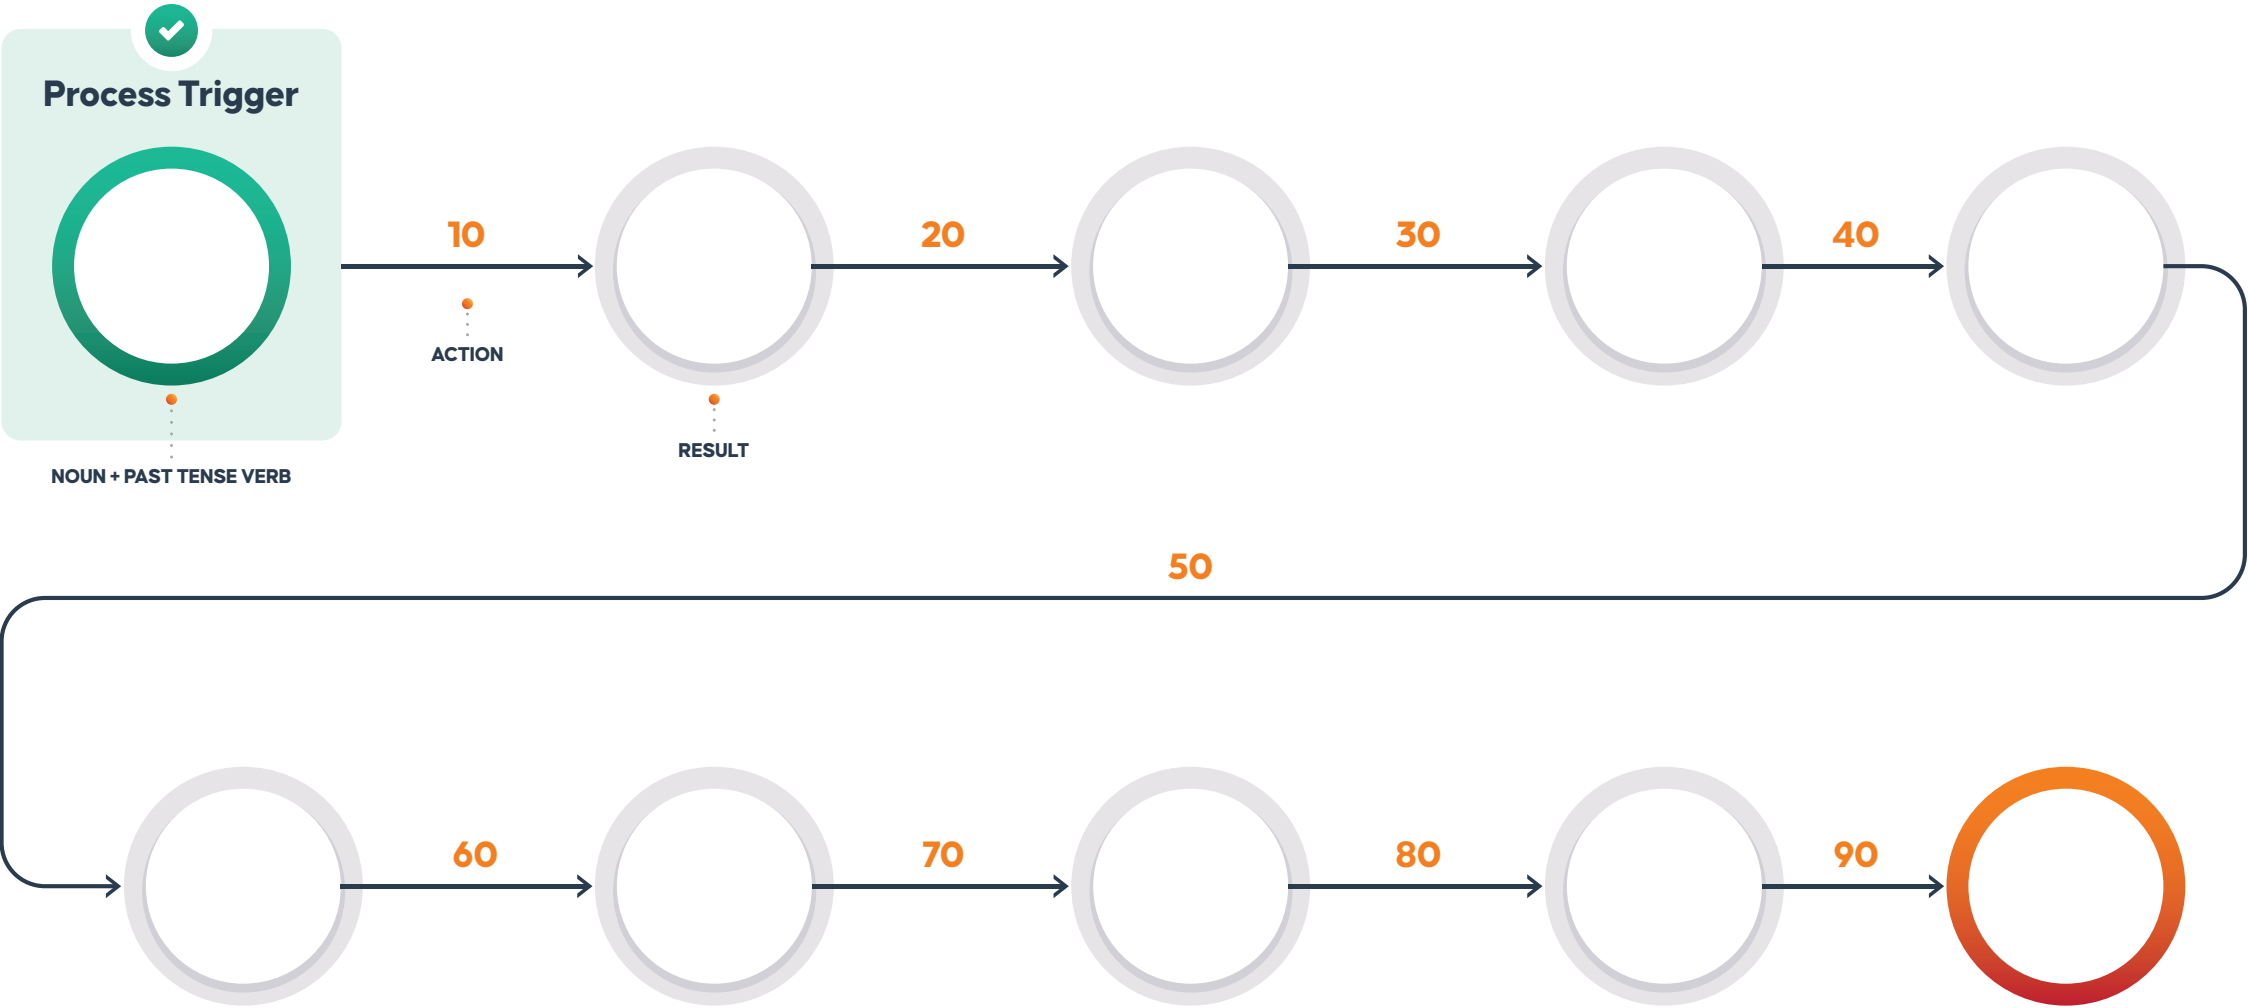 Process Trigger
10
20
30
40
ACTION
RESULT
NOUN + PAST TENSE VERB
50
60
70
80
90